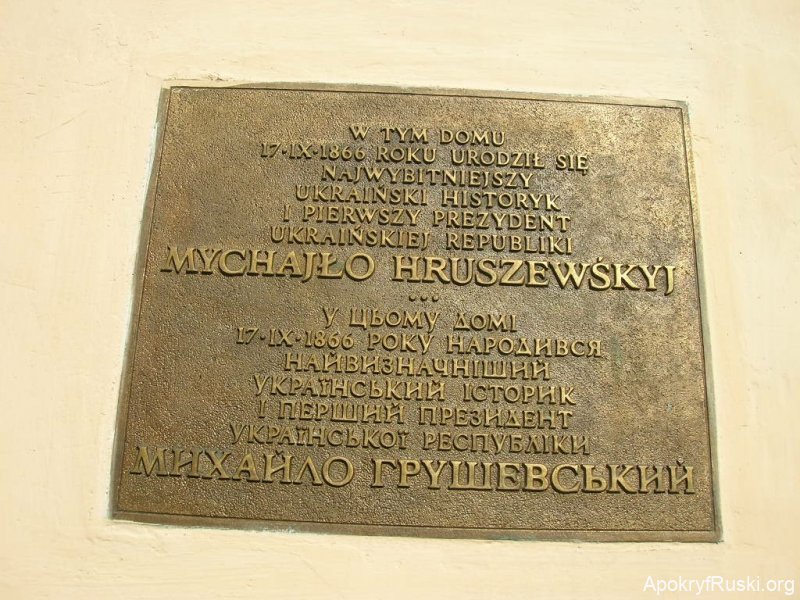 W TYM DOMU
17·IX·1866 ROKU URODZIŁ SIĘ
NAJWYBITNIEJSZY
UKRAIŃSKI HISTORYK
I PIERWSZY PREZYDENT
UKRAIŃSKIEJ REPUBLIKI
MYCHAJŁO HRUSZEWŚKYJ
•••
У ЦЬОМУ ДОМІ
17·IX·1866 РОКУ НАРОДИВСЯ
НАЙВИЗНАЧНІШИЙ
УКРАЇНСЬКИЙ ІСТОРИК
І ПЕРШИЙ ПРЕЗИДЕНТ
УКРАЇНСЬКОЇ РЕСПУБЛІКИ
МИХАЙЛО ГРУШЕВСЬКИЙ
ApokryfRuski.org